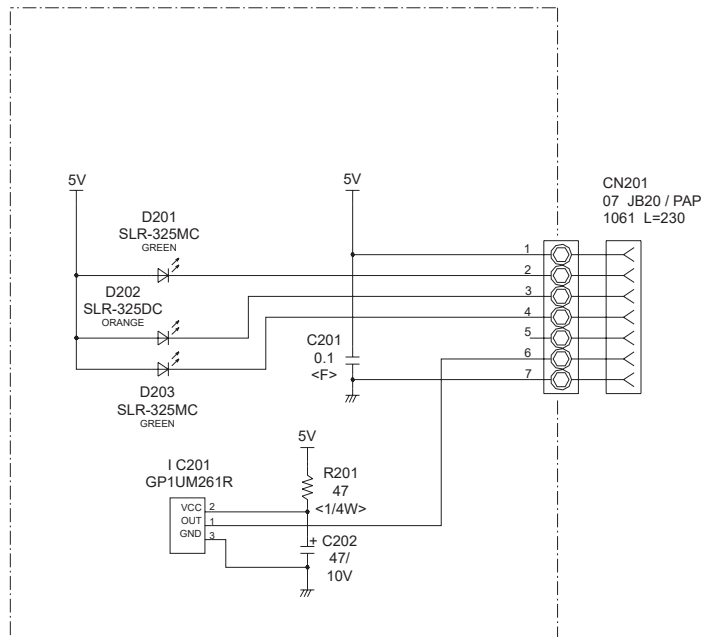 5V
5V
CN201
07 JB20 / PAP
1061 L=230
D201
SLR-325MC
GREEN
1
2
D202
SLR-325DC
ORANGE
3
4
C201
0.1
<F>
5
6
7
D203
SLR-325MC
GREEN
5V
I C201
GP1UM261R
R201
47
<1/4W>
VCC 2
OUT 1
GND 3
+ C202
47/
10V